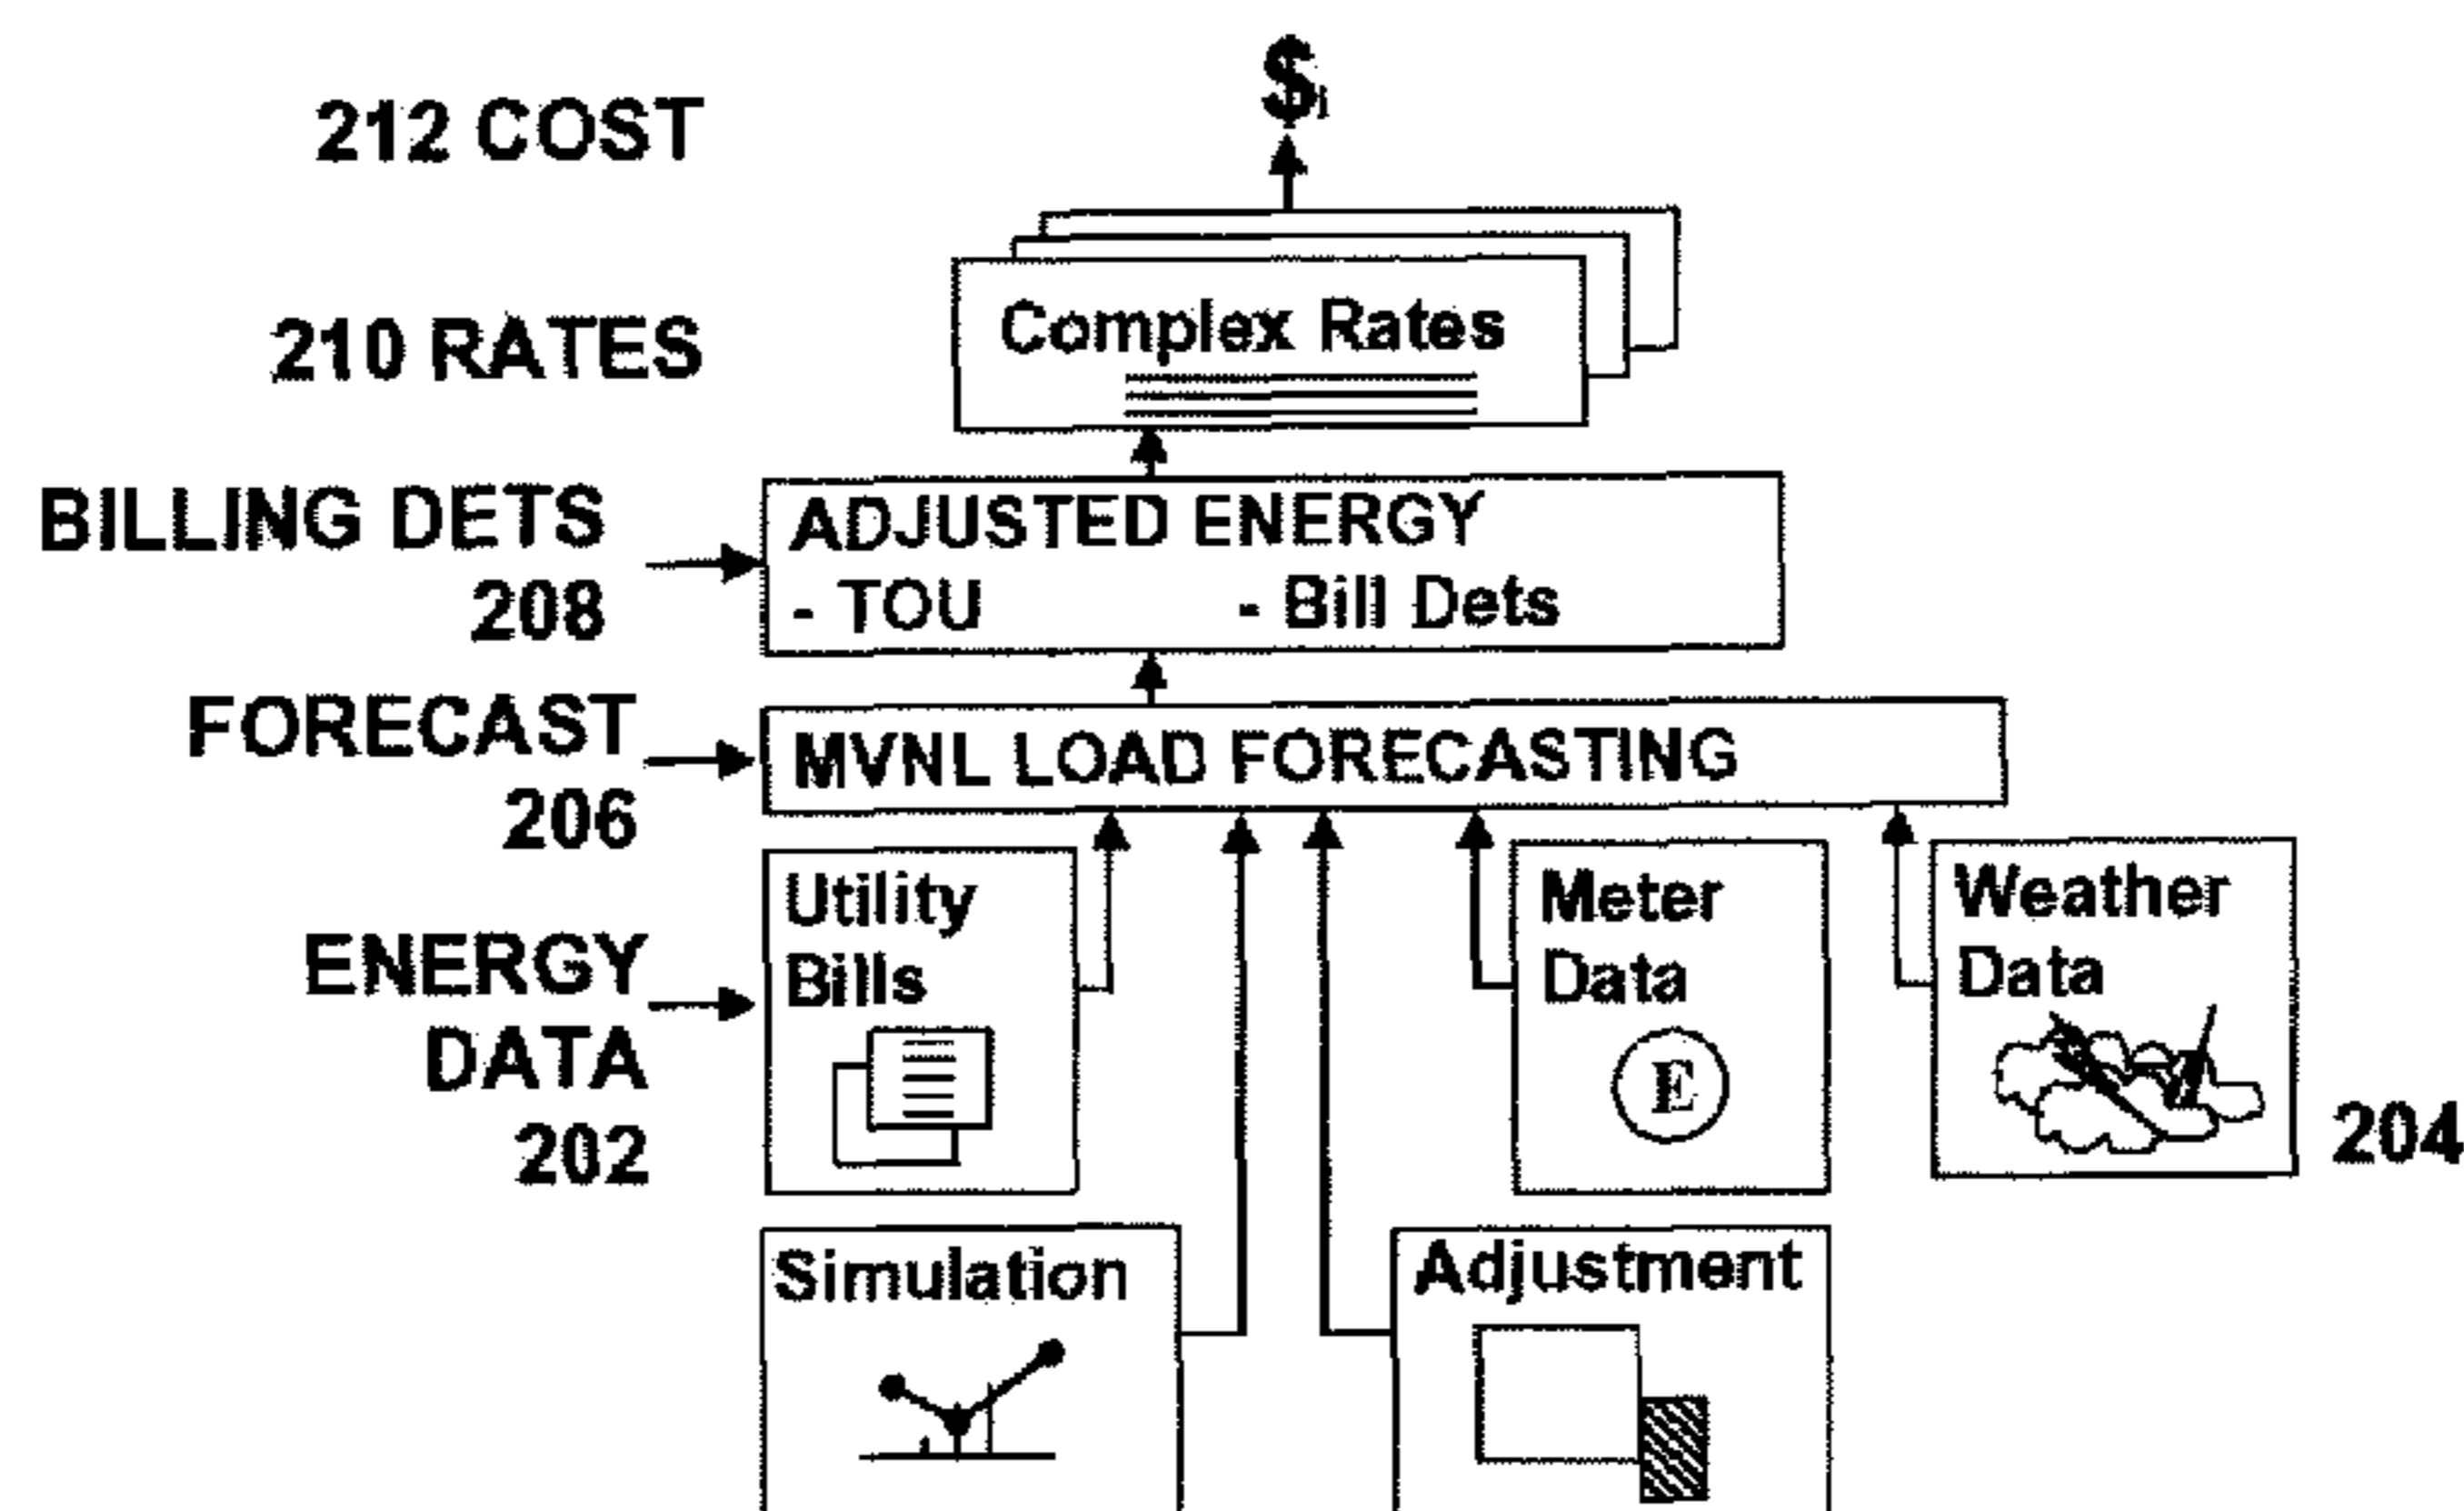 $
212 COST
210 RATES
Complex Rates
BILLING DETS
208
ADJUSTED ENERGY
- TOU - Bill Dets
FORECAST
206
MVNL LOAD FORECASTING
ENERGY
DATA
202
Utility
Bills
Meter
Data
E
Weather
Data
204
Simulation
Adjustment